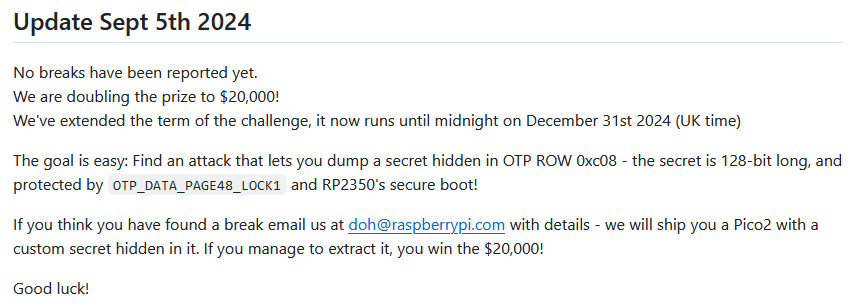 Update Sept 5th 2024
No breaks have been reported yet.
We are doubling the prize to $20,000!
We've extended the term of the challenge, it now runs until midnight on December 31st 2024 (UK time)
The goal is easy: Find an attack that lets you dump a secret hidden in OTP ROW 0xc08 - the secret is 128-bit long, and
protected by OTP_DATA_PAGE48_LOCK1 and RP2350's secure boot!
If you think you have found a break email us at doh@raspberrypi.com with details - we will ship you a Pico2 with a
custom secret hidden in it. If you manage to extract it, you win the $20,000!
Good luck!